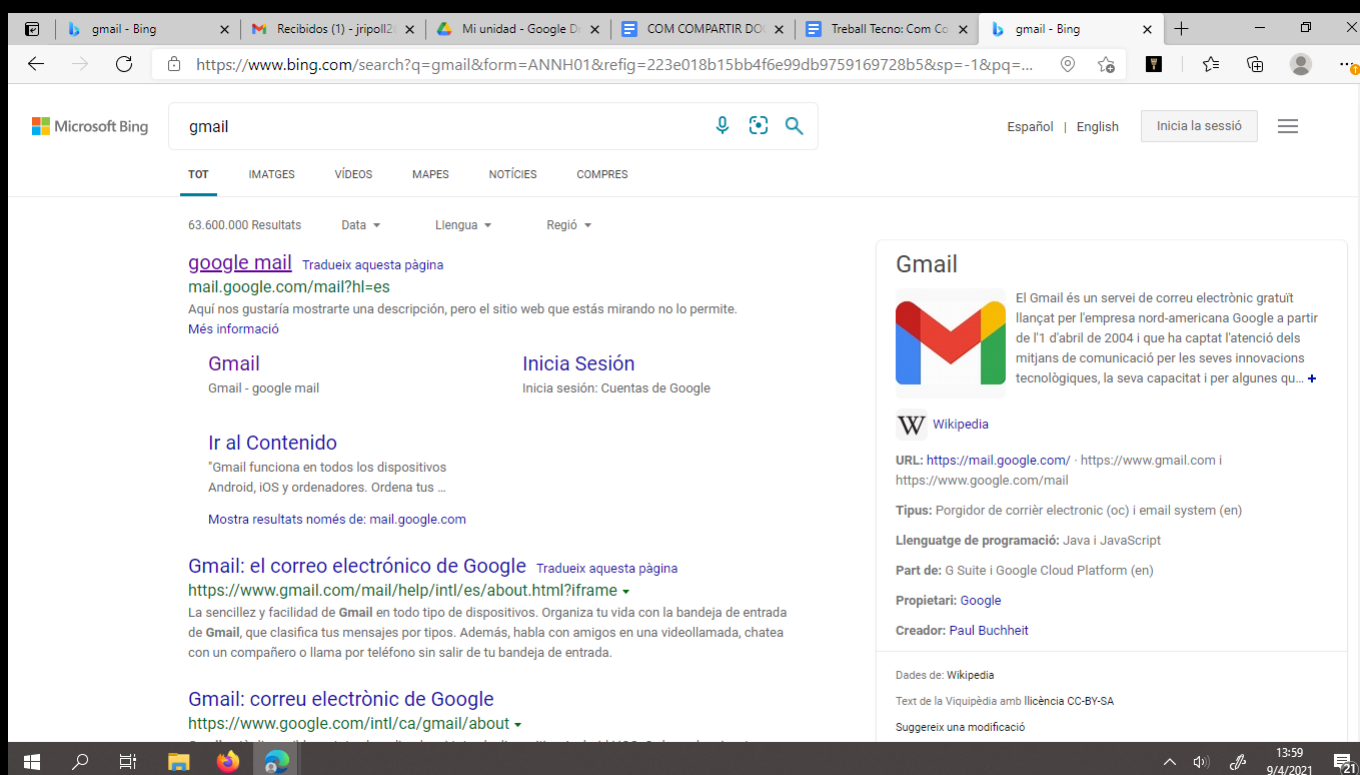 gmail - Bing
Recibidos (1) - jripoll2
Mi unidad - Google D
COM COMPARTIR DO
Treball Tecno: Com Co
gmail - Bing
https://www.bing.com/search?q=gmail&form=ANNH01&refig=223e018b15bb4f6e99db9759169728b5&sp=-1&pq=...
Microsoft Bing
gmail
Español | English
Inicia la sessió
TOT IMATGES VÍDEOS MAPES NOTÍCIES COMPRES
63.600.000 Resultats Data Llengua Regió
google mail Tradueix aquesta pàgina
mail.google.com/mail?hl=es
Aquí nos gustaría mostrarte una descripción, pero el sitio web que estás mirando no lo permite.
Més informació
Gmail
Gmail - google mail
Inicia Sesión
Inicia sesión: Cuentas de Google
Ir al Contenido
"Gmail funciona en todos los dispositivos
Android, iOS y ordenadores. Ordena tus ...
Mostra resultats només de: mail.google.com
Gmail: el correo electrónico de Google Tradueix aquesta pàgina
https://www.gmail.com/mail/help/intl/es/about.html?iframe
La sencillez y facilidad de Gmail en todo tipo de dispositivos. Organiza tu vida con la bandeja de entrada
de Gmail, que clasifica tus mensajes por tipos. Además, habla con amigos en una videollamada, chatea
con un compañero o llama por teléfono sin salir de tu bandeja de entrada.
Gmail: correu electrònic de Google
https://www.google.com/intl/ca/gmail/about
Gmail
El Gmail és un servei de correu electrònic gratuït
llançat per l'empresa nord-americana Google a partir
de l'1 d'abril de 2004 i que ha captat l'atenció dels
mitjans de comunicació per les seves innovacions
tecnològiques, la seva capacitat i per algunes qu... +
W Wikipedia
URL: https://mail.google.com/ · https://www.gmail.com i
https://www.google.com/mail
Tipus: Porgidor de corrièr electronic (oc) i email system (en)
Llenguatge de programació: Java i JavaScript
Part de: G Suite i Google Cloud Platform (en)
Propietari: Google
Creador: Paul Buchheit
Dades de: Wikipedia
Text de la Viquipèdia amb llicència CC-BY-SA
Suggereix una modificació
13:59
9/4/2021
21